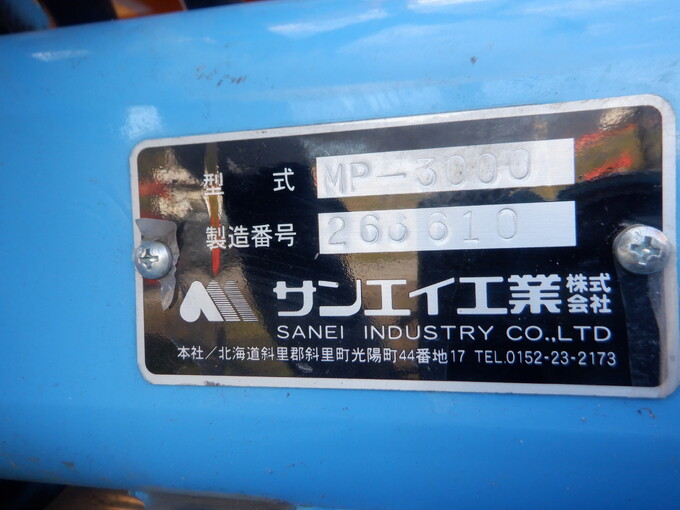 型式 MP-3000
製造番号 266610
サンエイ工業株式会社
SANEI INDUSTRY CO.,LTD
本社/北海道斜里郡斜里町光陽町44番地17 TEL.0152-23-2173